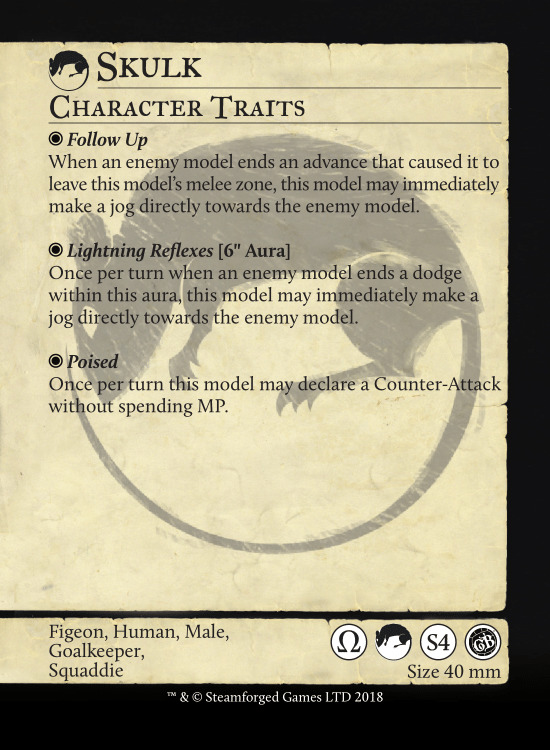 Skulk
Character Traits
Follow Up
When an enemy model ends an advance that caused it to
leave this model's melee zone, this model may immediately
make a jog directly towards the enemy model.
Lightning Reflexes [6" Aura]
Once per turn when an enemy model ends a dodge
within this aura, this model may immediately make a
jog directly towards the enemy model.
Poised
Once per turn this model may declare a Counter-Attack
without spending MP.
Figeon, Human, Male,
Goalkeeper,
Squaddie
Ω S4 GB
Size 40 mm
™ & © Steamforged Games LTD 2018